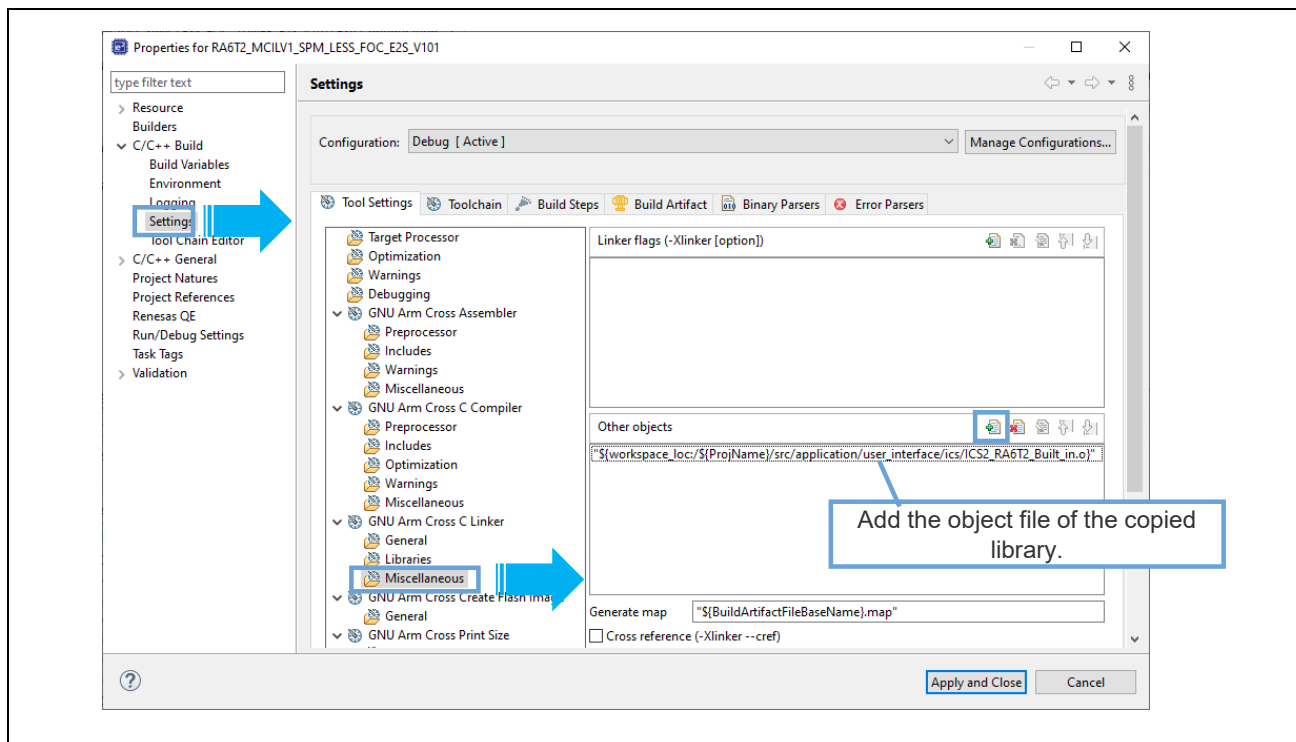 Properties for RA6T2_MCILV1_SPM_LESS_FOC_E2S_V101
type filter text
Resource
Builders
C/C++ Build
Build Variables
Environment
Logging
Settings
Tool Chain Editor
C/C++ General
Project Natures
Project References
Renesas QE
Run/Debug Settings
Task Tags
Validation
Settings
Configuration: Debug [ Active ]
Manage Configurations...
Tool Settings Toolchain Build Steps Build Artifact Binary Parsers Error Parsers
Target Processor
Optimization
Warnings
Debugging
GNU Arm Cross Assembler
Preprocessor
Includes
Warnings
Miscellaneous
GNU Arm Cross C Compiler
Preprocessor
Includes
Optimization
Warnings
Miscellaneous
GNU Arm Cross C Linker
General
Libraries
Miscellaneous
GNU Arm Cross Create Flash Image
General
GNU Arm Cross Print Size
Linker flags (-Xlinker [option])
Other objects
"${workspace_loc:/${ProjName}/src/application/user_interface/ics/ICS2_RA6T2_Built_in.o}"
Add the object file of the copied
library.
Generate map "${BuildArtifactFileBaseName}.map"
Cross reference (-Xlinker --cref)
Apply and Close Cancel